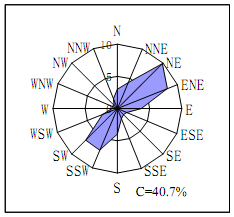 N
NNW 10 NNE
NW NE
5
WNW ENE
W E
WSW ESE
SW SE
SSW SSE
S
C=40.7%